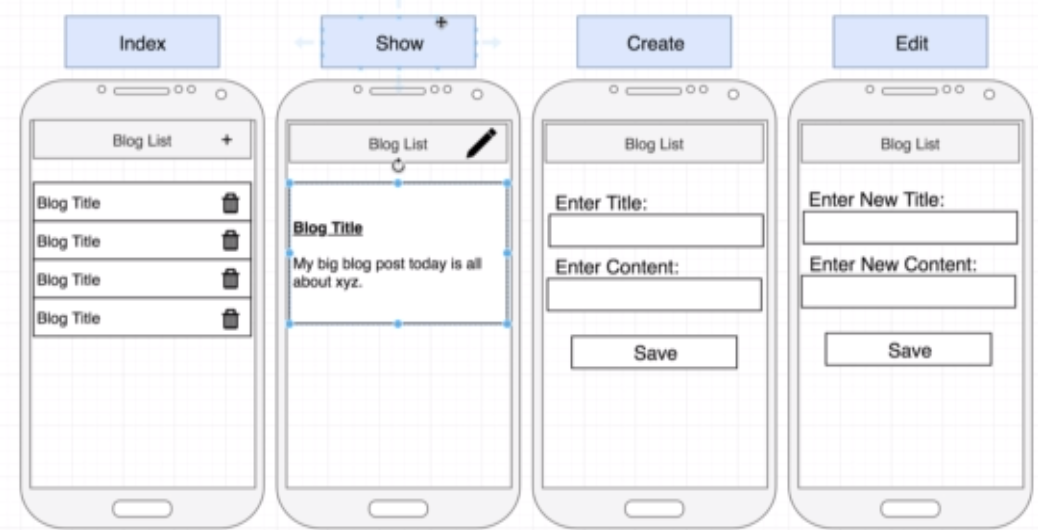 Index
Show
Create
Edit
Blog List +
Blog Title
Blog Title
Blog Title
Blog Title
Blog List
Blog Title
My big blog post today is all
about xyz.
Blog List
Enter Title:
Enter Content:
Save
Blog List
Enter New Title:
Enter New Content:
Save